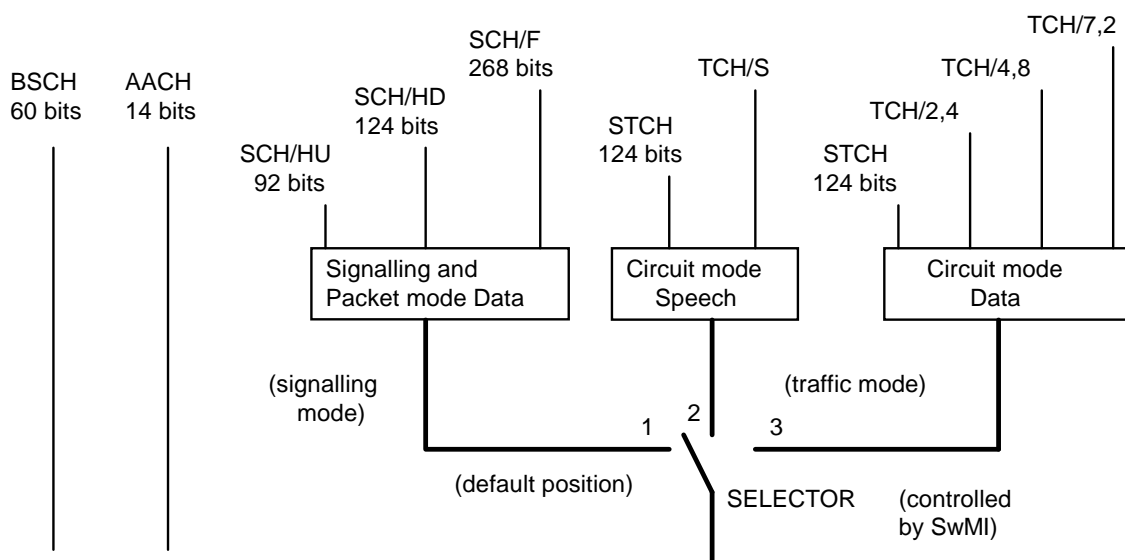 TCH/7,2
SCH/F
268 bits
TCH/S
TCH/4,8
BSCH
60 bits
AACH
14 bits
SCH/HD
124 bits
STCH
124 bits
TCH/2,4
SCH/HU
92 bits
STCH
124 bits
Signalling and
Packet mode Data
Circuit mode
Speech
Circuit mode
Data
(signalling
mode)
(traffic mode)
1
2
3
(default position)
SELECTOR
(controlled
by SwMI)